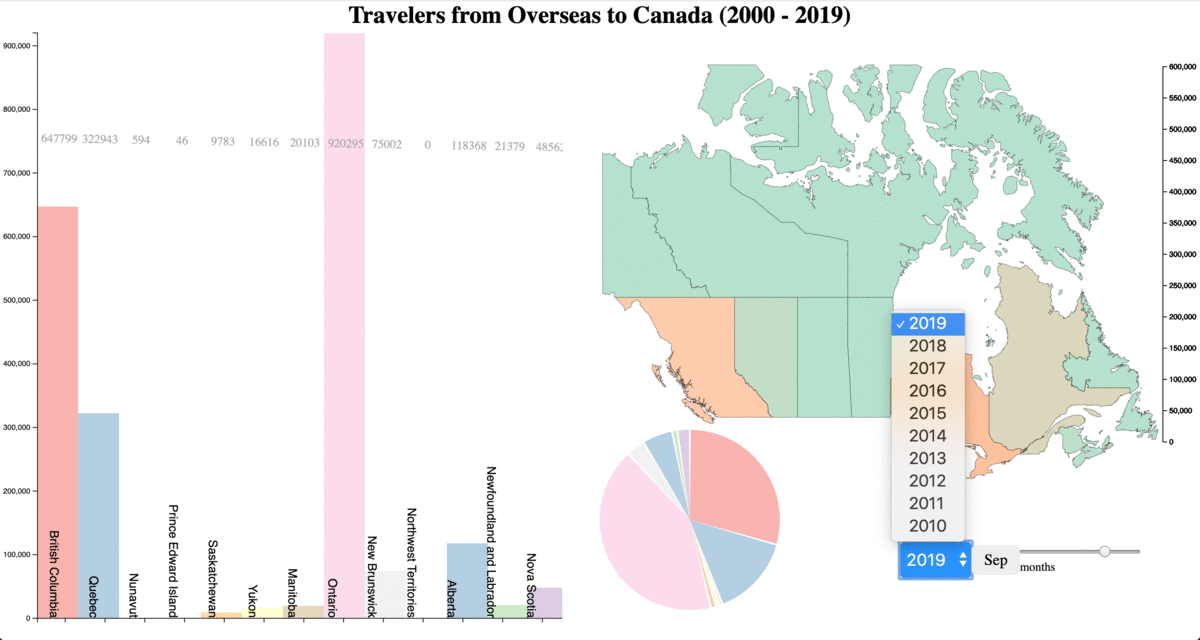 Travelers from Overseas to Canada (2000 - 2019)
900,000
800,000
700,000
600,000
500,000
400,000
300,000
200,000
100,000
0
647799 322943 594 46 9783 16616 20103 920295 75002 0 118368 21379 4856
British Columbia
Quebec
Nunavut
Prince Edward Island
Saskatchewan
Yukon
Manitoba
Ontario
New Brunswick
Northwest Territories
Alberta
Newfoundland and Labrador
Nova Scotia
600,000
550,000
500,000
450,000
400,000
350,000
300,000
250,000
200,000
150,000
100,000
50,000
0
✓ 2019
2018
2017
2016
2015
2014
2013
2012
2011
2010
2019 Sep
months